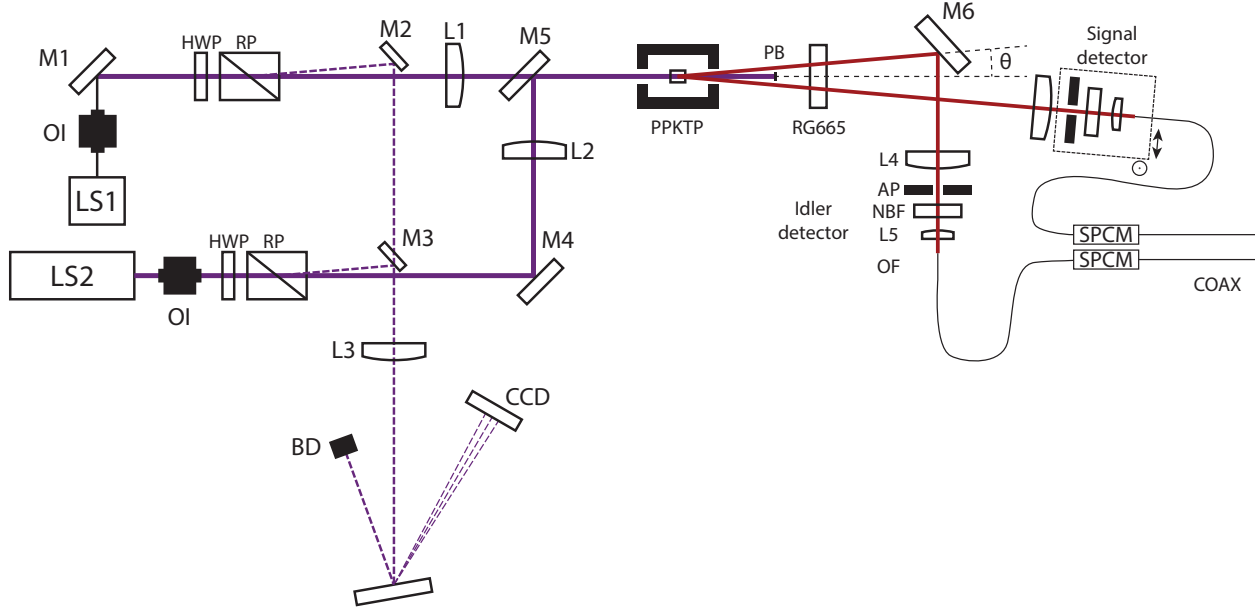 M1
HWP
RP
M2
L1
M5
M6
PB
θ
Signal
detector
OI
LS1
PPKTP
RG665
L2
L4
AP
NBF
L5
OF
Idler
detector
SPCM
SPCM
COAX
HWP
RP
M3
M4
LS2
OI
L3
CCD
BD